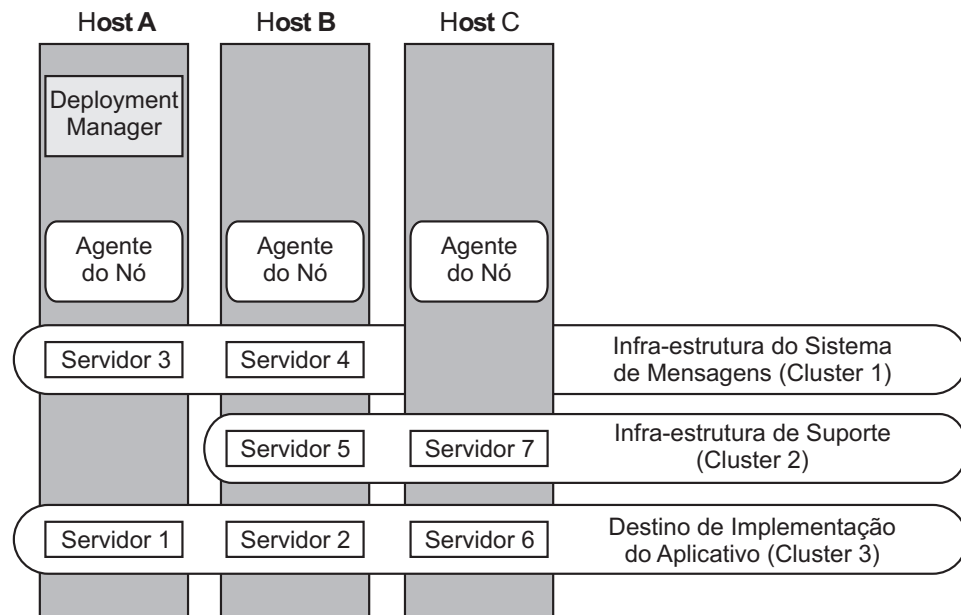 Host A Host B Host C
Deployment
Manager
Agente
do Nó
Agente
do Nó
Agente
do Nó
Servidor 3 Servidor 4
Infra-estrutura do Sistema
de Mensagens (Cluster 1)
Servidor 5 Servidor 7
Infra-estrutura de Suporte
(Cluster 2)
Servidor 1 Servidor 2 Servidor 6
Destino de Implementação
do Aplicativo (Cluster 3)